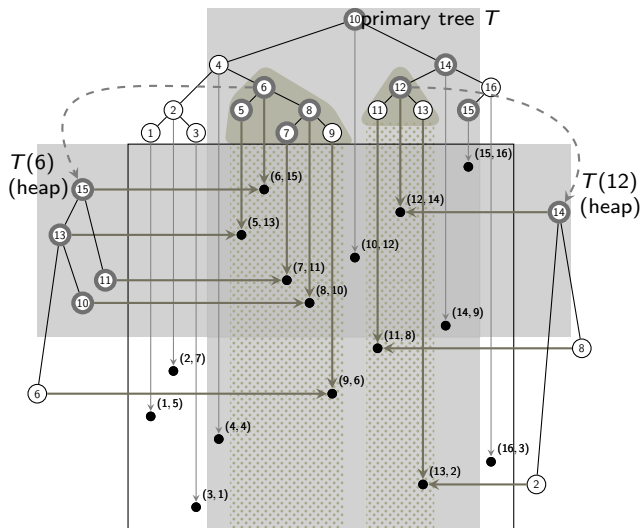 10 primary tree T
4 14
6 12 16
2 5 8 11 13 15
1 3 7 9
(15, 16)
T(6)
(heap)
T(12)
(heap)
15 (6, 15)
(12, 14) 14
13 (5, 13)
(10, 12)
11 (7, 11)
10 (8, 10)
(14, 9)
(11, 8) 8
(2, 7)
6 (9, 6)
(1, 5)
(4, 4)
(16, 3)
(13, 2) 2
(3, 1)